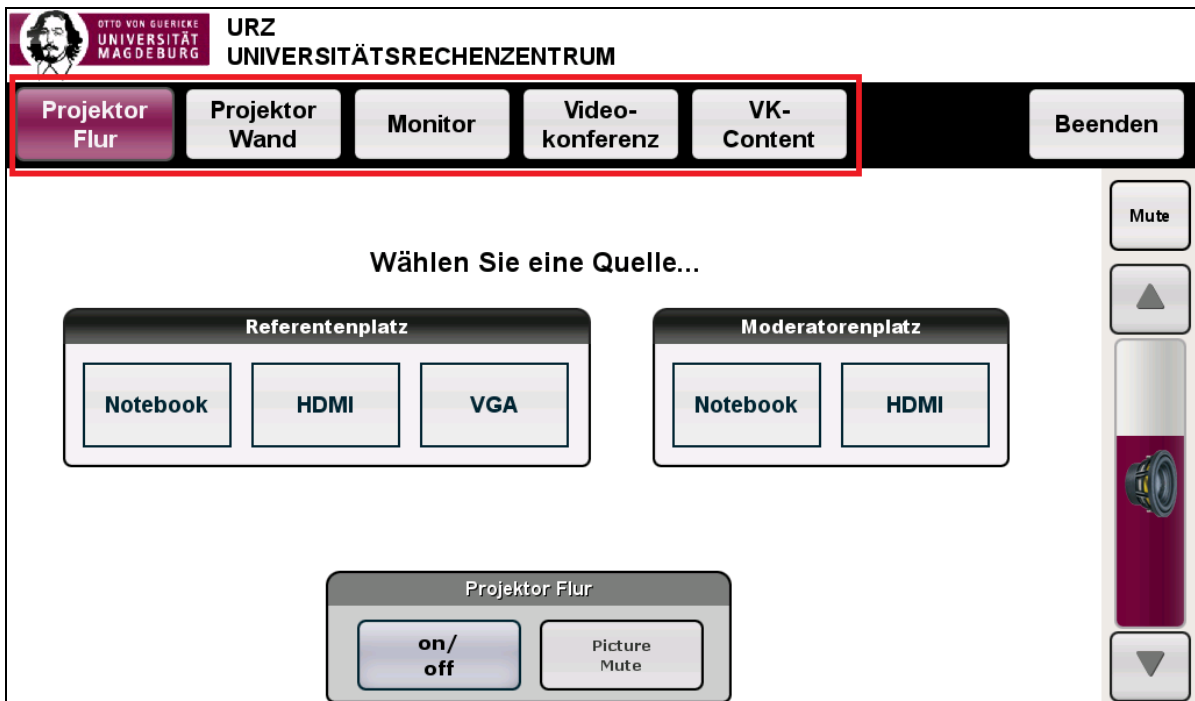 OTTO VON GUERICKE
UNIVERSITÄT
MAGDEBURG
URZ
UNIVERSITÄTSRECHENZENTRUM
Projektor
Flur
Projektor
Wand
Monitor
Video-
konferenz
VK-
Content
Beenden
Mute
Wählen Sie eine Quelle...
Referentenplatz
Notebook
HDMI
VGA
Moderatorenplatz
Notebook
HDMI
Projektor Flur
on/
off
Picture
Mute